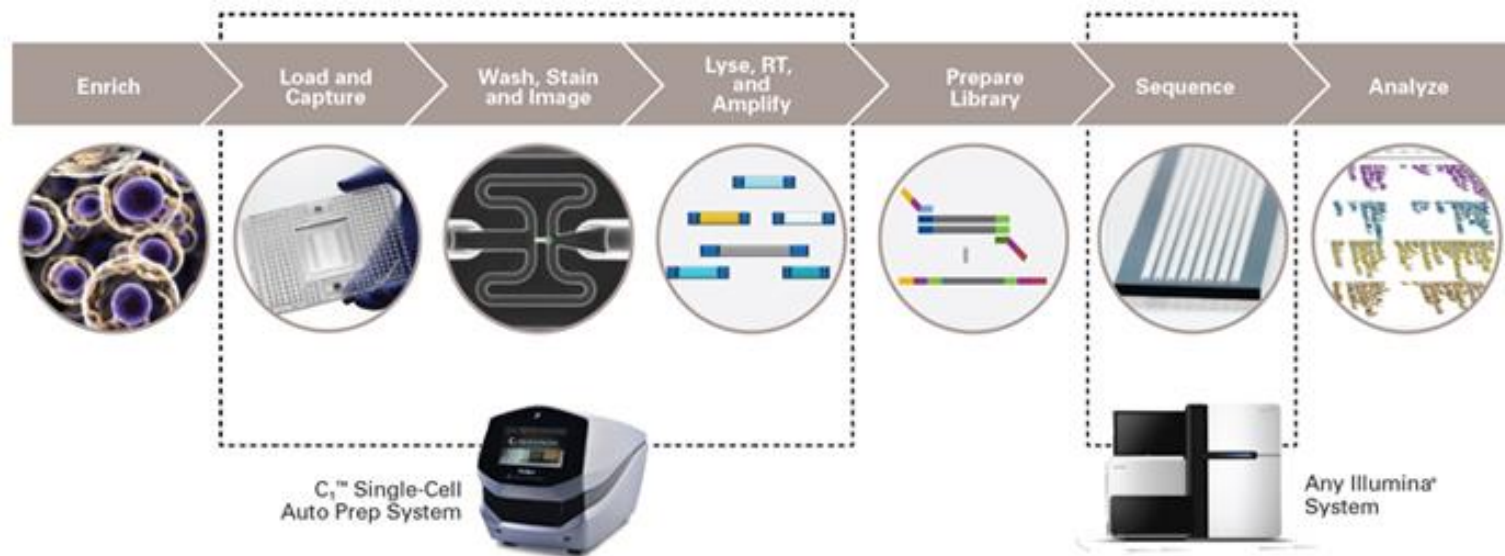 Enrich
Load and
Capture
Wash, Stain
and Image
Lyse, RT,
and
Amplify
Prepare
Library
Sequence
Analyze
C₁™ Single-Cell
Auto Prep System
Any Illumina®
System